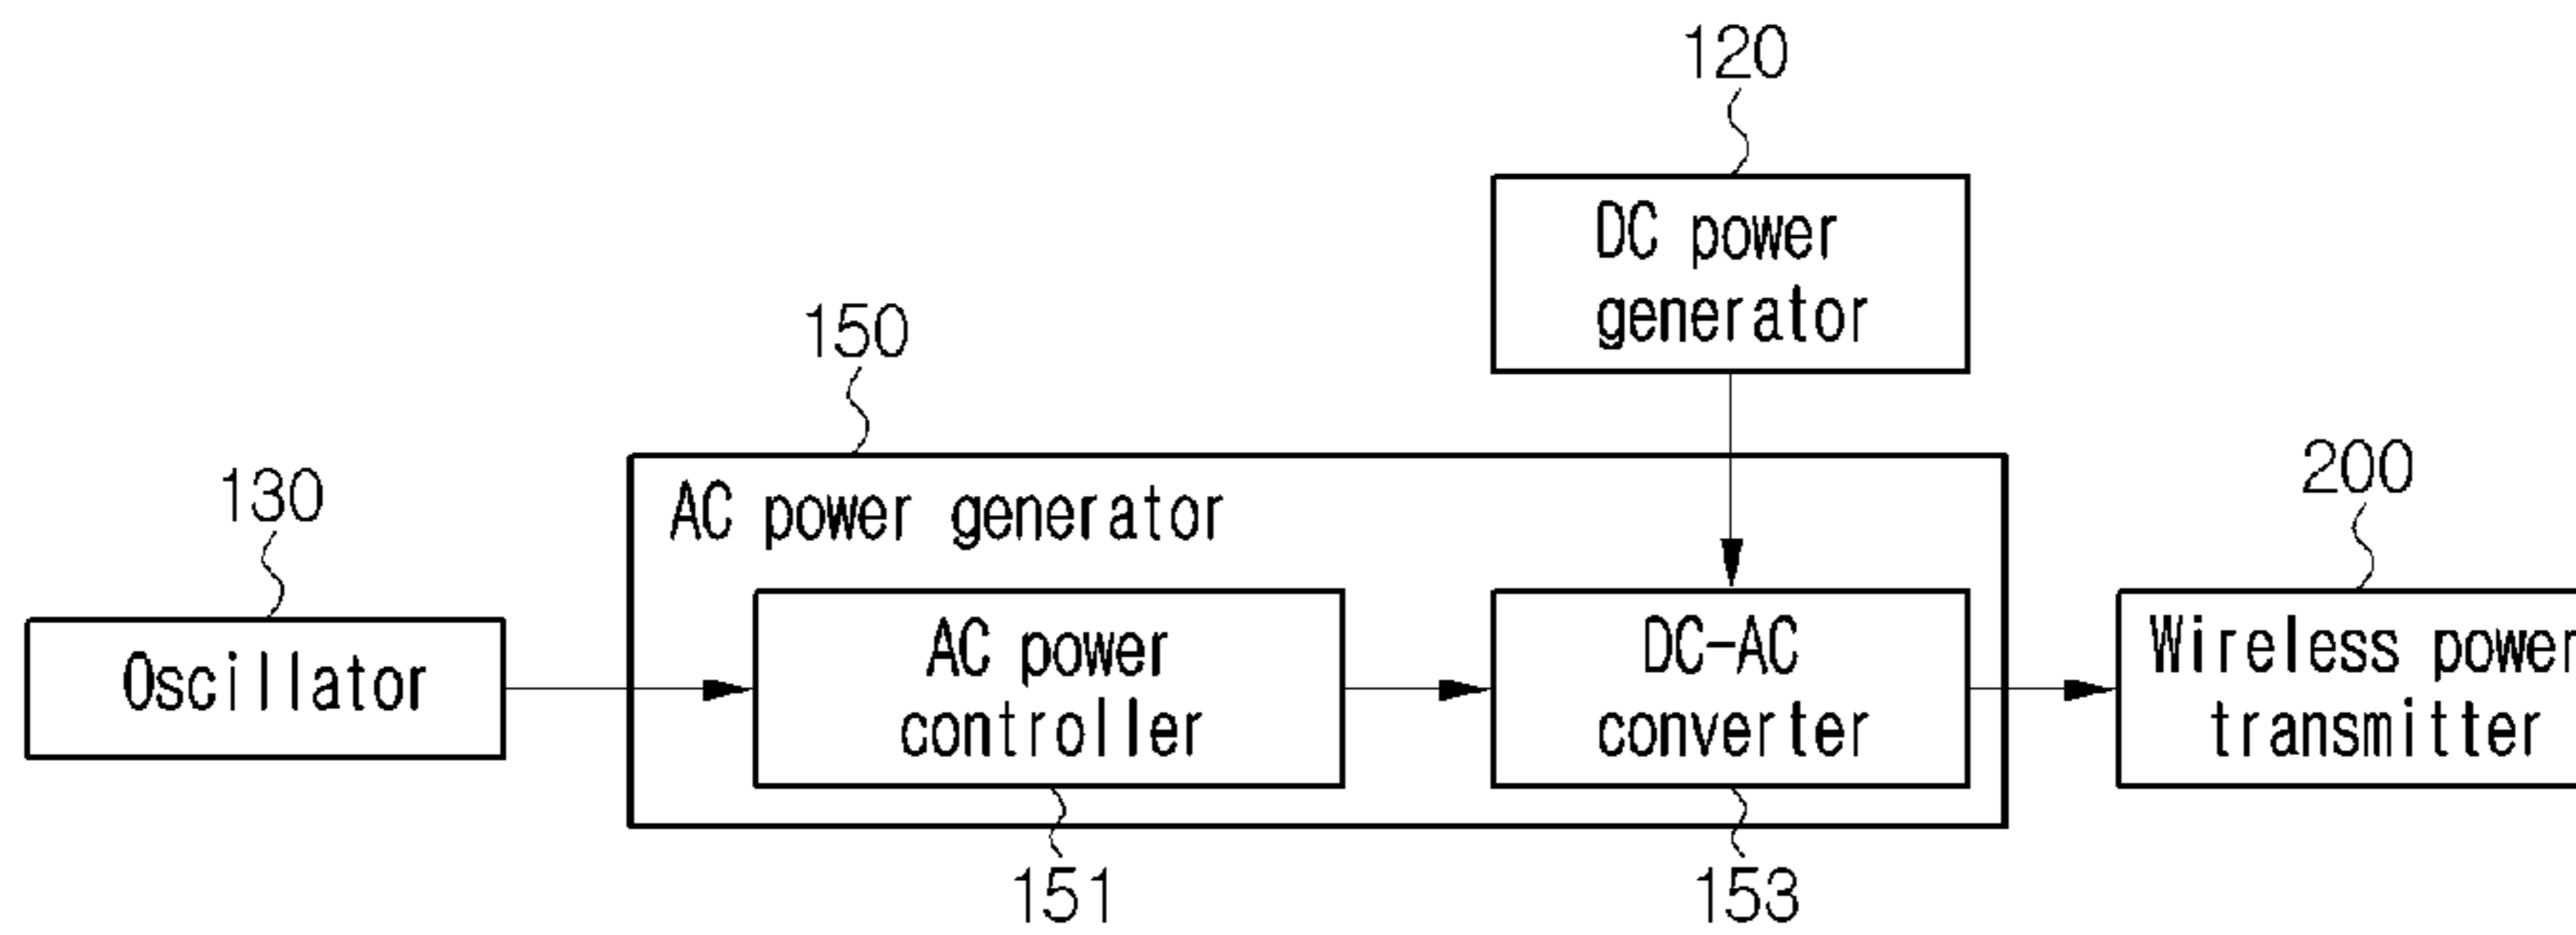 120
DC power
generator
150
AC power generator
130
200
Oscillator
AC power
controller
DC-AC
converter
Wireless power
transmitter
151
153